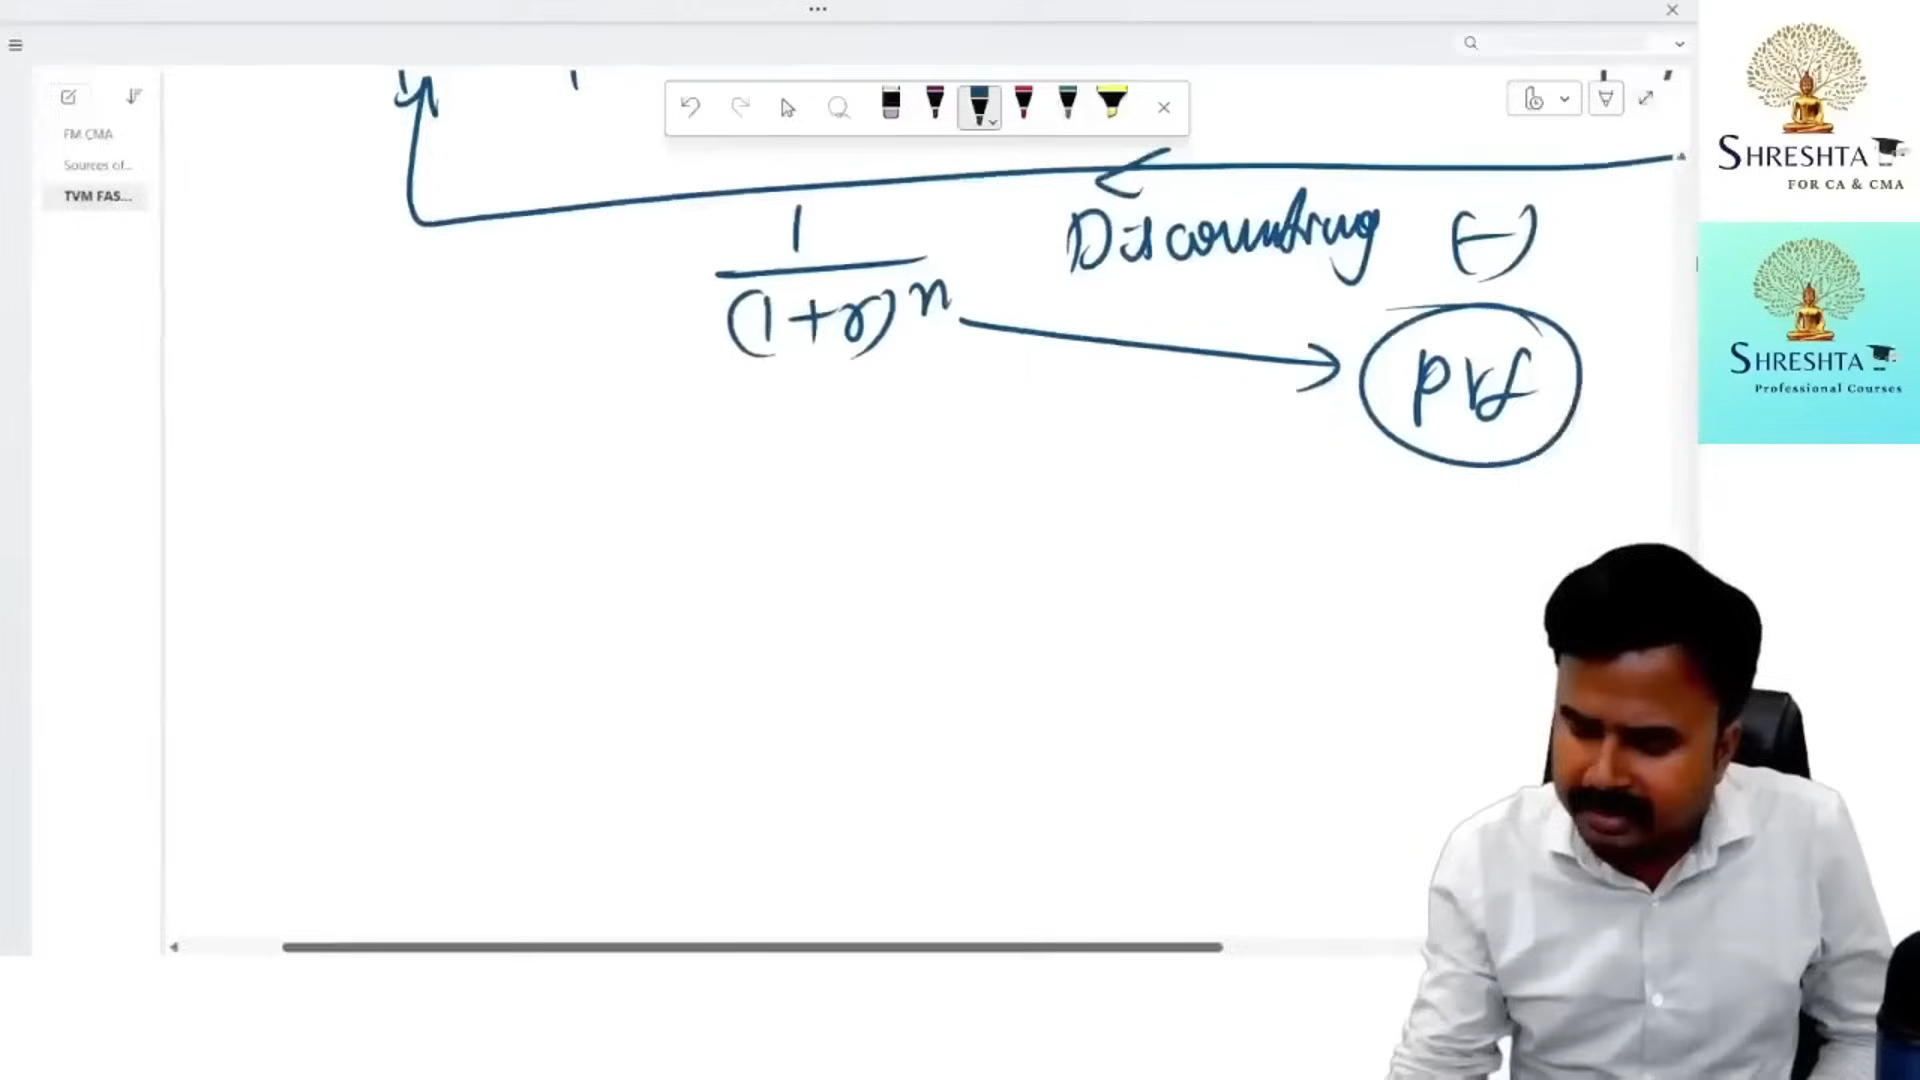 SHRESHTA
FOR CA & CMA
FM CMA
Sources of...
TVM FAS...
Discounting (-)
1
(1+r)^n
pvf
SHRESHTA
Professional Courses